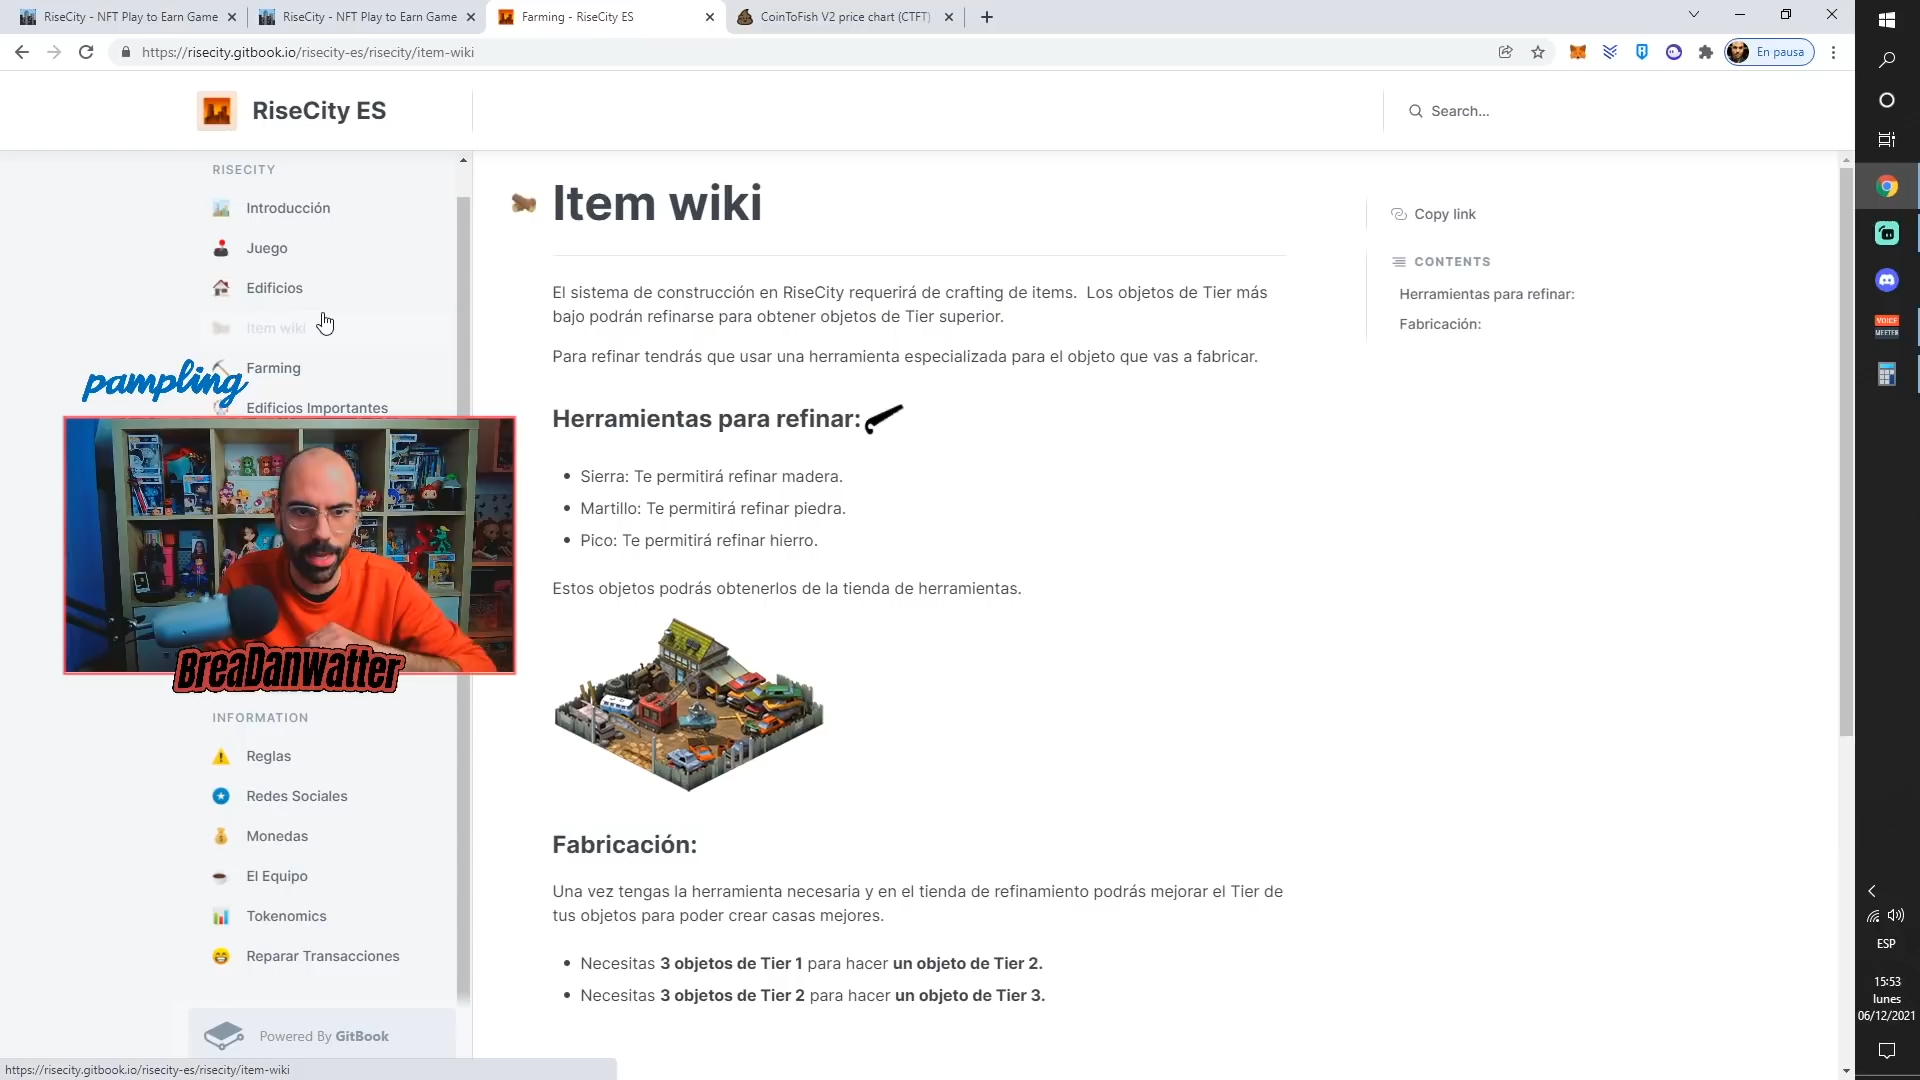 RiseCity - NFT Play to Earn Game
RiseCity - NFT Play to Earn Game
Farming - RiseCity ES
CoinToFish V2 price chart (CTFT)
https://risecity.gitbook.io/risecity-es/risecity/item-wiki
En pausa
RiseCity ES
Search...
RISECITY
Introducción
Juego
Edificios
Item wiki
Farming
Edificios Importantes
pampling
BreaDanwatter
INFORMATION
Reglas
Redes Sociales
Monedas
El Equipo
Tokenomics
Reparar Transacciones
Powered By GitBook
https://risecity.gitbook.io/risecity-es/risecity/item-wiki
Item wiki
El sistema de construcción en RiseCity requerirá de crafting de items. Los objetos de Tier más
bajo podrán refinarse para obtener objetos de Tier superior.
Para refinar tendrás que usar una herramienta especializada para el objeto que vas a fabricar.
Herramientas para refinar:
Sierra: Te permitirá refinar madera.
Martillo: Te permitirá refinar piedra.
Pico: Te permitirá refinar hierro.
Estos objetos podrás obtenerlos de la tienda de herramientas.
Fabricación:
Una vez tengas la herramienta necesaria y en el tienda de refinamiento podrás mejorar el Tier de
tus objetos para poder crear casas mejores.
Necesitas 3 objetos de Tier 1 para hacer un objeto de Tier 2.
Necesitas 3 objetos de Tier 2 para hacer un objeto de Tier 3.
Copy link
CONTENTS
Herramientas para refinar:
Fabricación:
VOICE
MEETER
ESP
15:53
lunes
06/12/2021